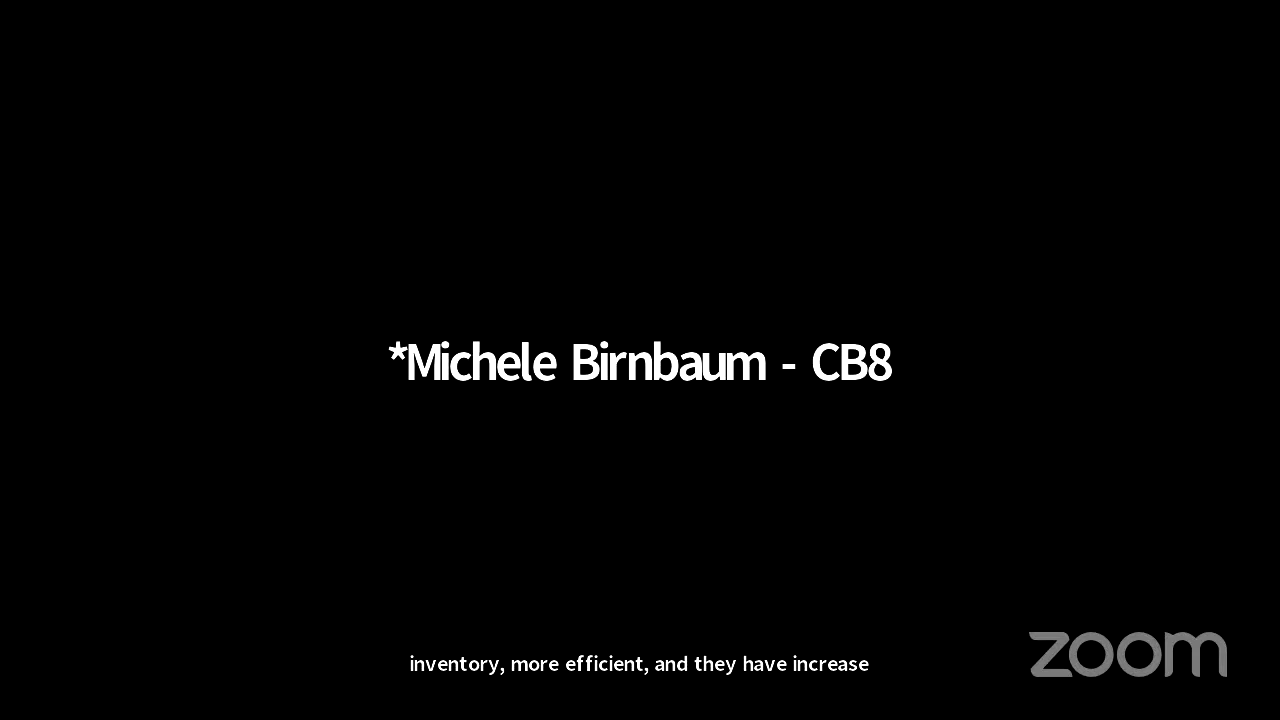 *Michele Birnbaum - CB8
inventory, more efficient, and they have increase
zoom